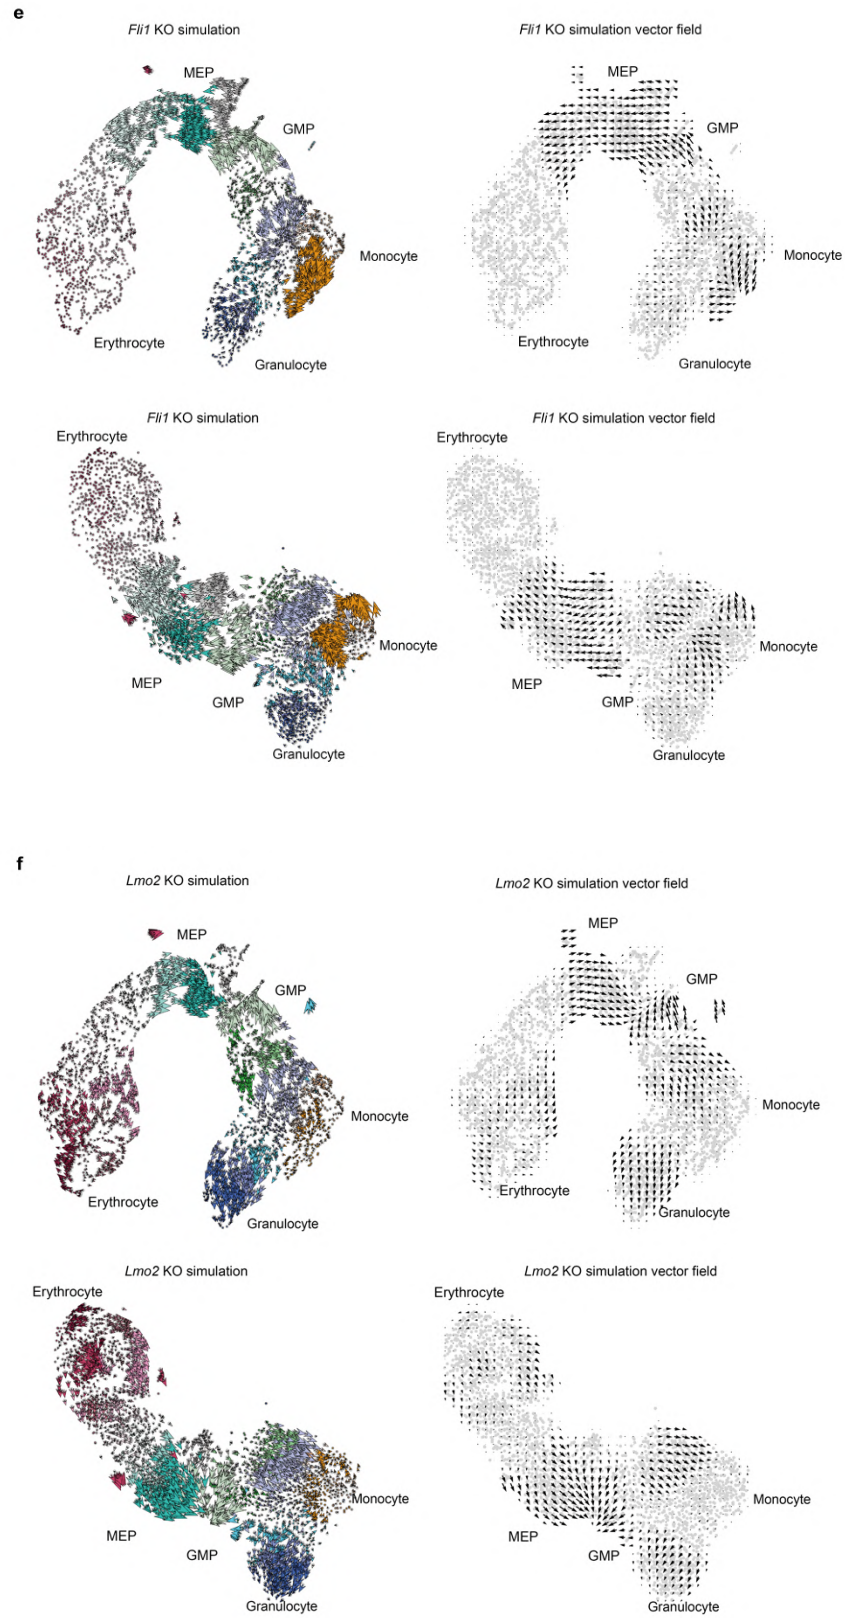 e
Fli1 KO simulation
Fli1 KO simulation vector field
MEP
MEP
GMP
GMP
Monocyte
Monocyte
Erythrocyte
Erythrocyte
Granulocyte
Granulocyte
Fli1 KO simulation
Fli1 KO simulation vector field
Erythrocyte
Erythrocyte
Monocyte
Monocyte
MEP
MEP
GMP
GMP
Granulocyte
Granulocyte
f
Lmo2 KO simulation
Lmo2 KO simulation vector field
MEP
MEP
GMP
GMP
Monocyte
Monocyte
Erythrocyte
Erythrocyte
Granulocyte
Granulocyte
Lmo2 KO simulation
Lmo2 KO simulation vector field
Erythrocyte
Erythrocyte
Monocyte
Monocyte
MEP
MEP
GMP
GMP
Granulocyte
Granulocyte